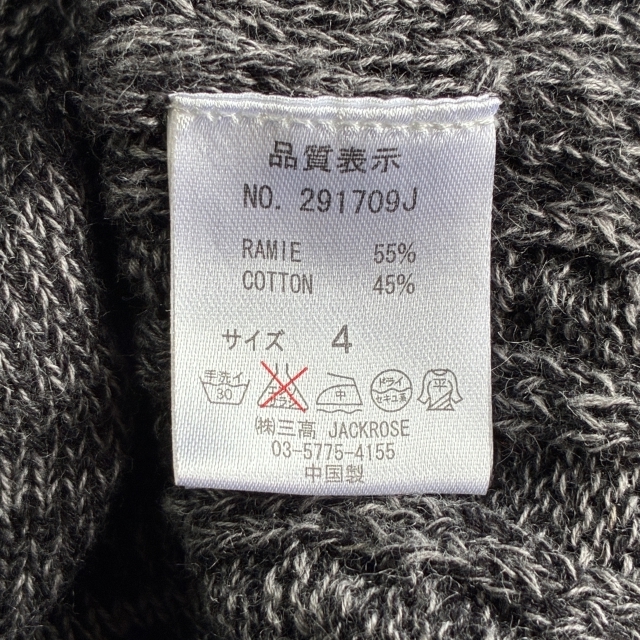 品質表示
NO. 291709J
RAMIE 55%
COTTON 45%
サイズ 4
手洗イ 30 中 ドライ セキユ系 平
㈱三高 JACKROSE
03-5775-4155
中国製